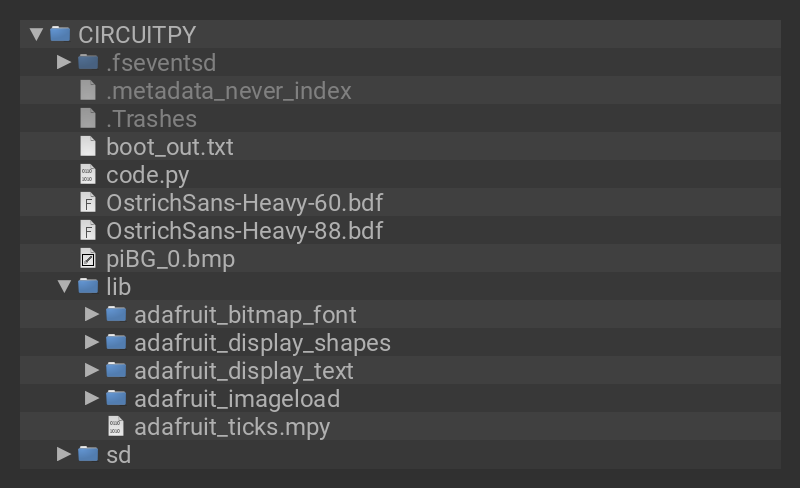 CIRCUITPY
.fseventsd
.metadata_never_index
.Trashes
boot_out.txt
code.py
OstrichSans-Heavy-60.bdf
OstrichSans-Heavy-88.bdf
piBG_0.bmp
lib
adafruit_bitmap_font
adafruit_display_shapes
adafruit_display_text
adafruit_imageload
adafruit_ticks.mpy
sd